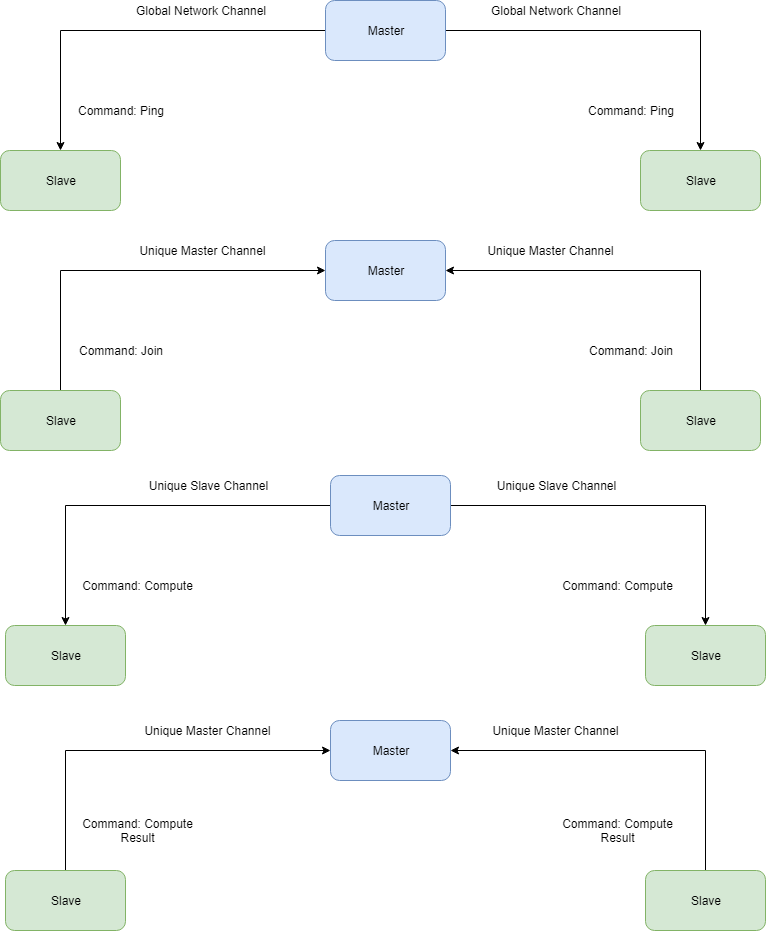 Global Network Channel
Master
Global Network Channel
Command: Ping
Command: Ping
Slave
Slave
Unique Master Channel
Master
Unique Master Channel
Command: Join
Command: Join
Slave
Slave
Unique Slave Channel
Master
Unique Slave Channel
Command: Compute
Command: Compute
Slave
Slave
Unique Master Channel
Master
Unique Master Channel
Command: Compute
Result
Command: Compute
Result
Slave
Slave